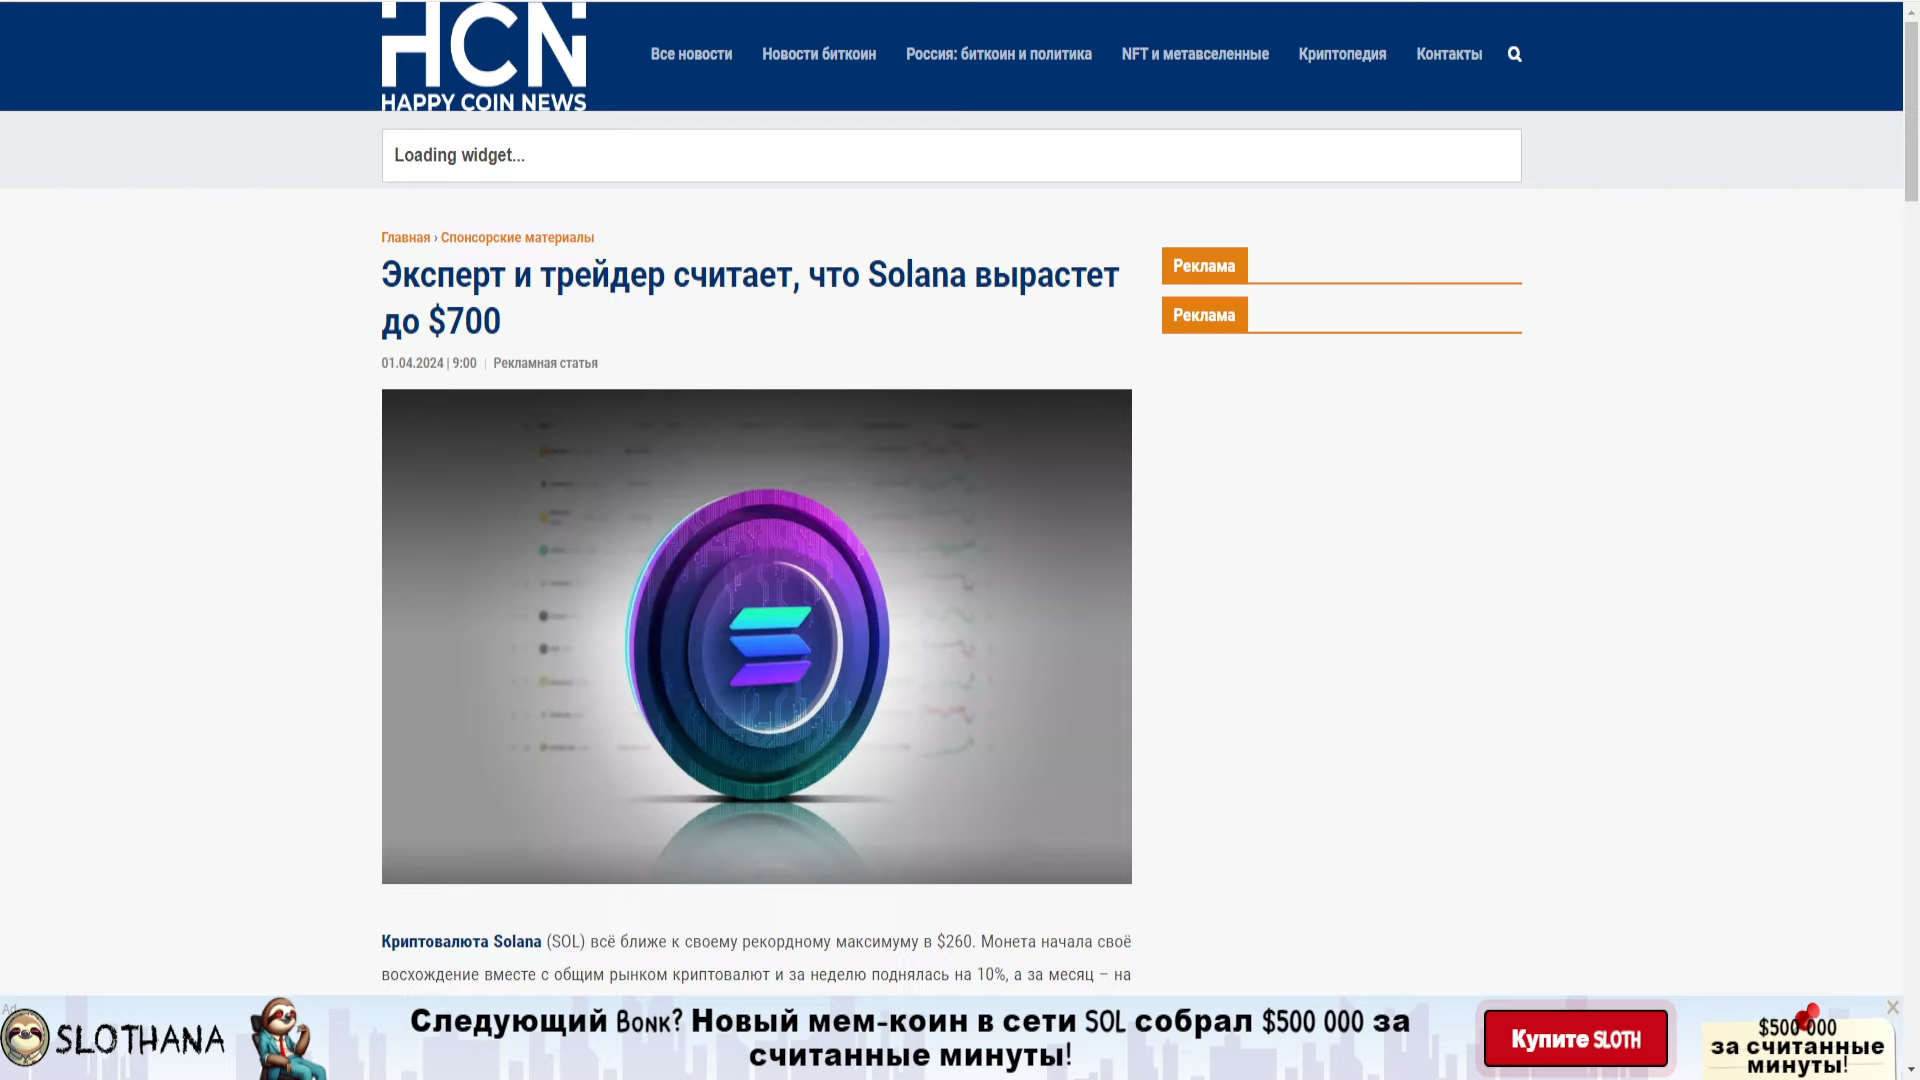 HCN
HAPPY COIN NEWS
Все новости
Новости биткоин
Россия: биткоин и политика
NFT и метавселенные
Криптопедия
Контакты
Loading widget...
Главная › Спонсорские материалы
Эксперт и трейдер считает, что Solana вырастет
до $700
01.04.2024 | 9:00 | Рекламная статья
Реклама
Реклама
Криптовалюта Solana (SOL) всё ближе к своему рекордному максимуму в $260. Монета начала своё
восхождение вместе с общим рынком криптовалют и за неделю поднялась на 10%, а за месяц – на
SLOTHANA
Следующий Bonk? Новый мем-коин в сети SOL собрал $500 000 за
считанные минуты!
Купите SLOTH
$500 000
за считанные
минуты!